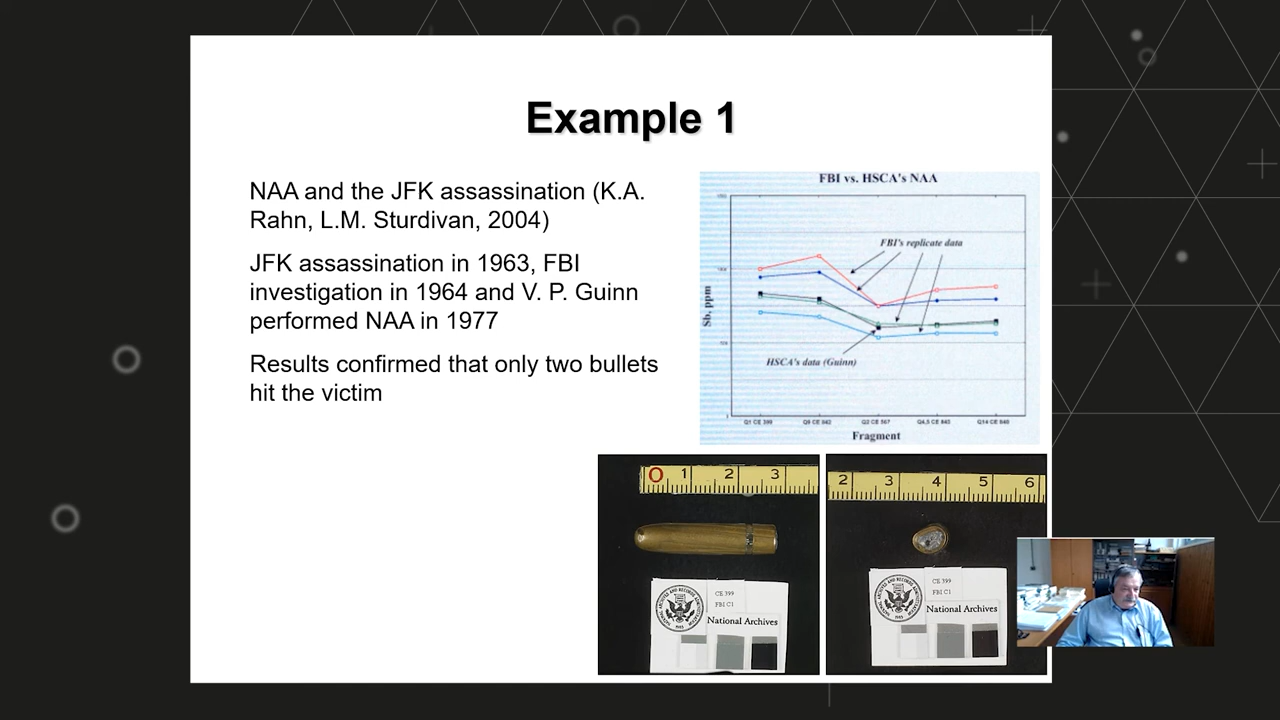 Example 1
NAA and the JFK assassination (K.A.
Rahn, L.M. Sturdivan, 2004)
JFK assassination in 1963, FBI
investigation in 1964 and V. P. Guinn
performed NAA in 1977
Results confirmed that only two bullets
hit the victim
FBI vs. HSCA's NAA
FBI's replicate data
Sb, ppm
HSCA's data (Guinn)
Q1 CE 399
Q9 CE 842
Q2 CE 567
Q4,5 CE 843
Q14 CE 840
Fragment
0 1 2 3
CE 399
FBI C1
National Archives
2 3 4 5 6
CE 399
FBI C1
National Archives